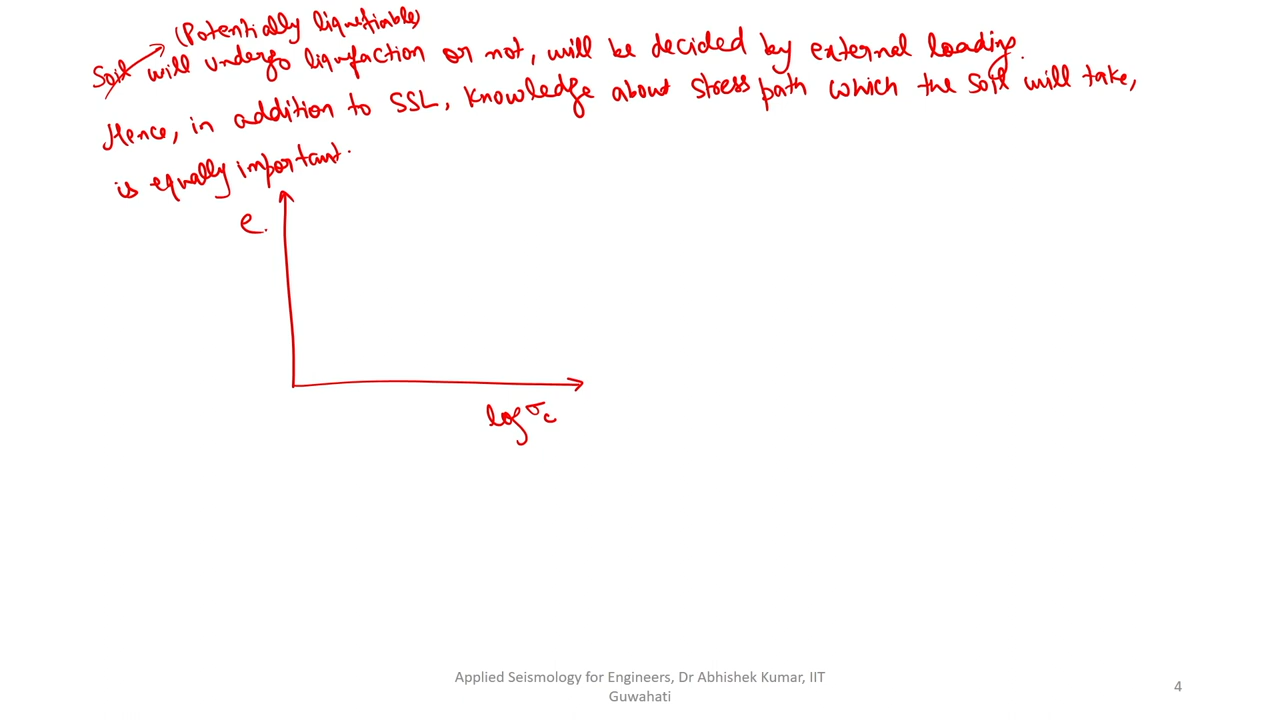 (Potentially liquefiable)
Soil will undergo liquefaction or not, will be decided by external loading.
Hence, in addition to SSL, Knowledge about stress path which the soil will take,
is equally important.
e.
log σc
Applied Seismology for Engineers, Dr Abhishek Kumar, IIT
Guwahati
4